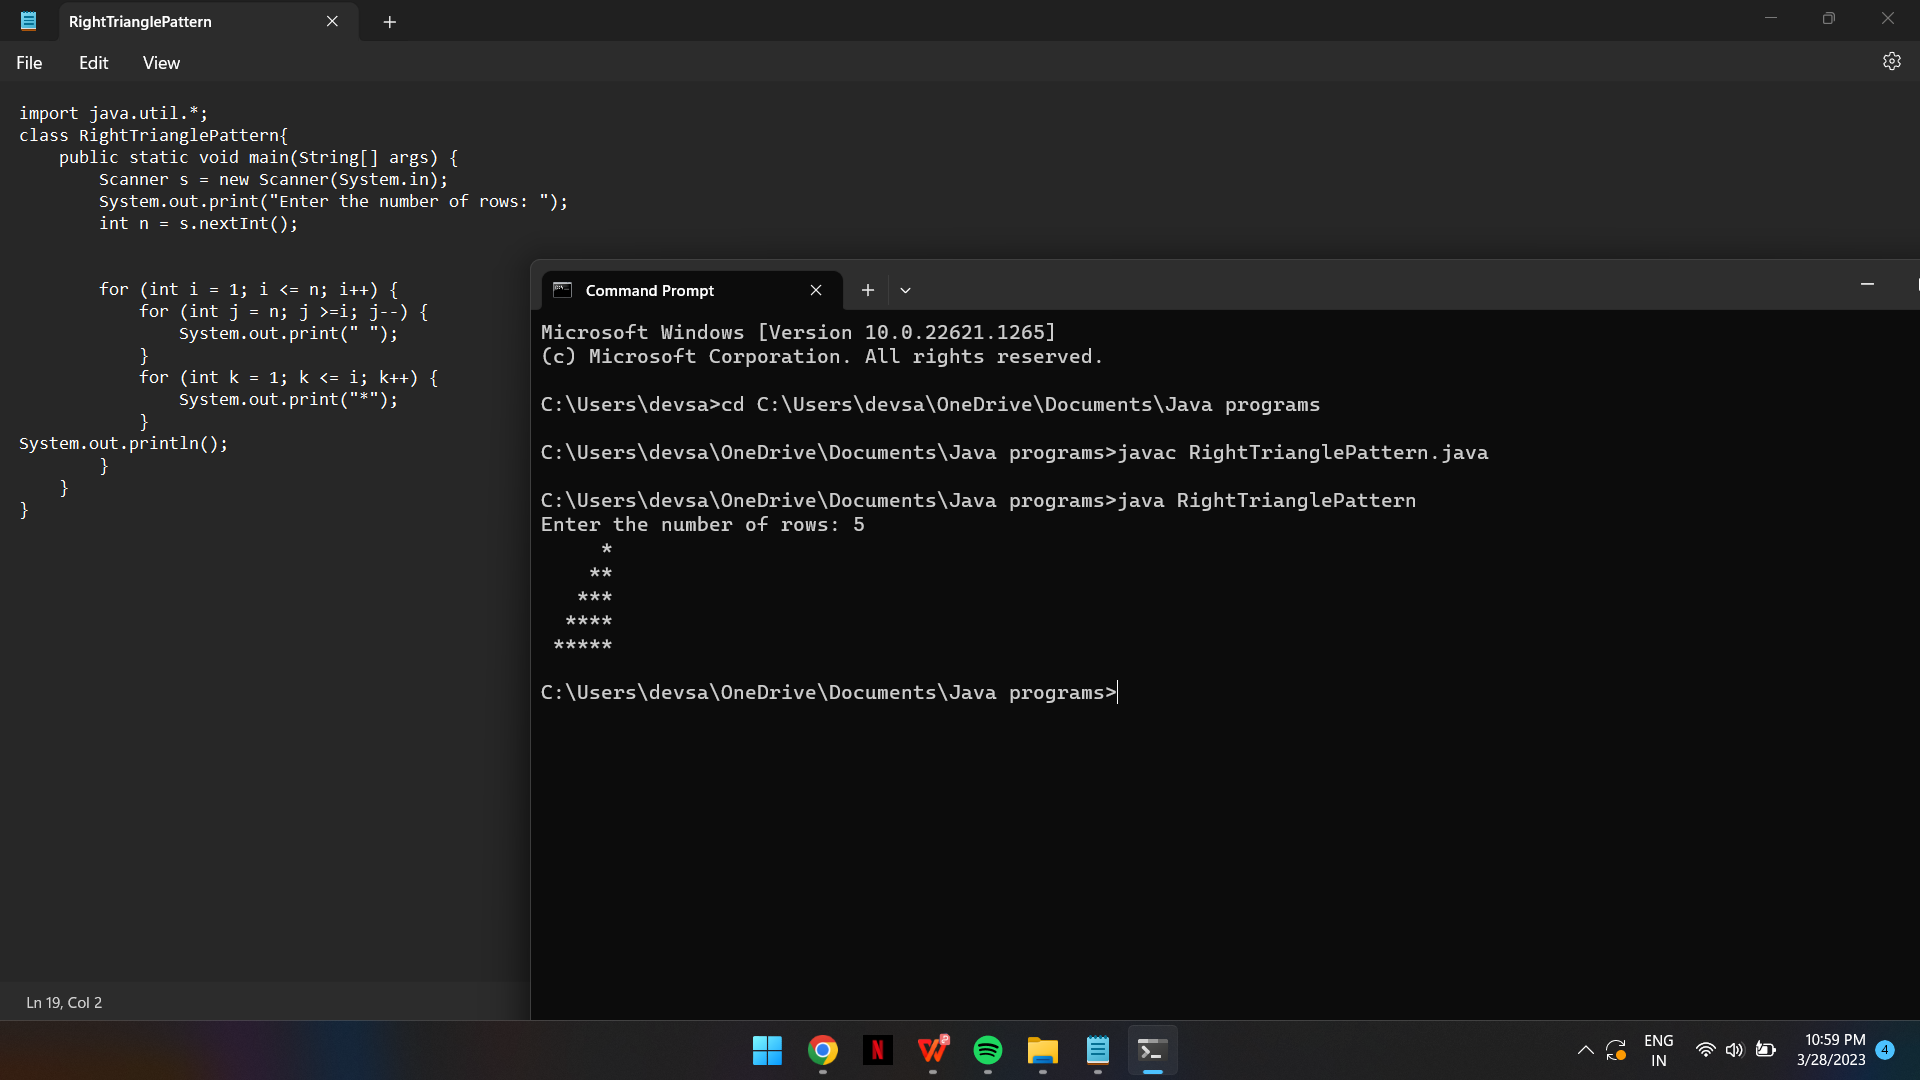 RightTrianglePattern
File Edit View
import java.util.*;
class RightTrianglePattern{
    public static void main(String[] args) {
        Scanner s = new Scanner(System.in);
        System.out.print("Enter the number of rows: ");
        int n = s.nextInt();
        for (int i = 1; i <= n; i++) {
            for (int j = n; j >=i; j--) {
                System.out.print(" ");
            }
            for (int k = 1; k <= i; k++) {
                System.out.print("*");
            }
System.out.println();
        }
    }
}
Ln 19, Col 2
Command Prompt
Microsoft Windows [Version 10.0.22621.1265]
(c) Microsoft Corporation. All rights reserved.
C:\Users\devsa>cd C:\Users\devsa\OneDrive\Documents\Java programs
C:\Users\devsa\OneDrive\Documents\Java programs>javac RightTrianglePattern.java
C:\Users\devsa\OneDrive\Documents\Java programs>java RightTrianglePattern
Enter the number of rows: 5
     *
    **
   ***
  ****
 *****
C:\Users\devsa\OneDrive\Documents\Java programs>
ENG
IN
10:59 PM
3/28/2023
4